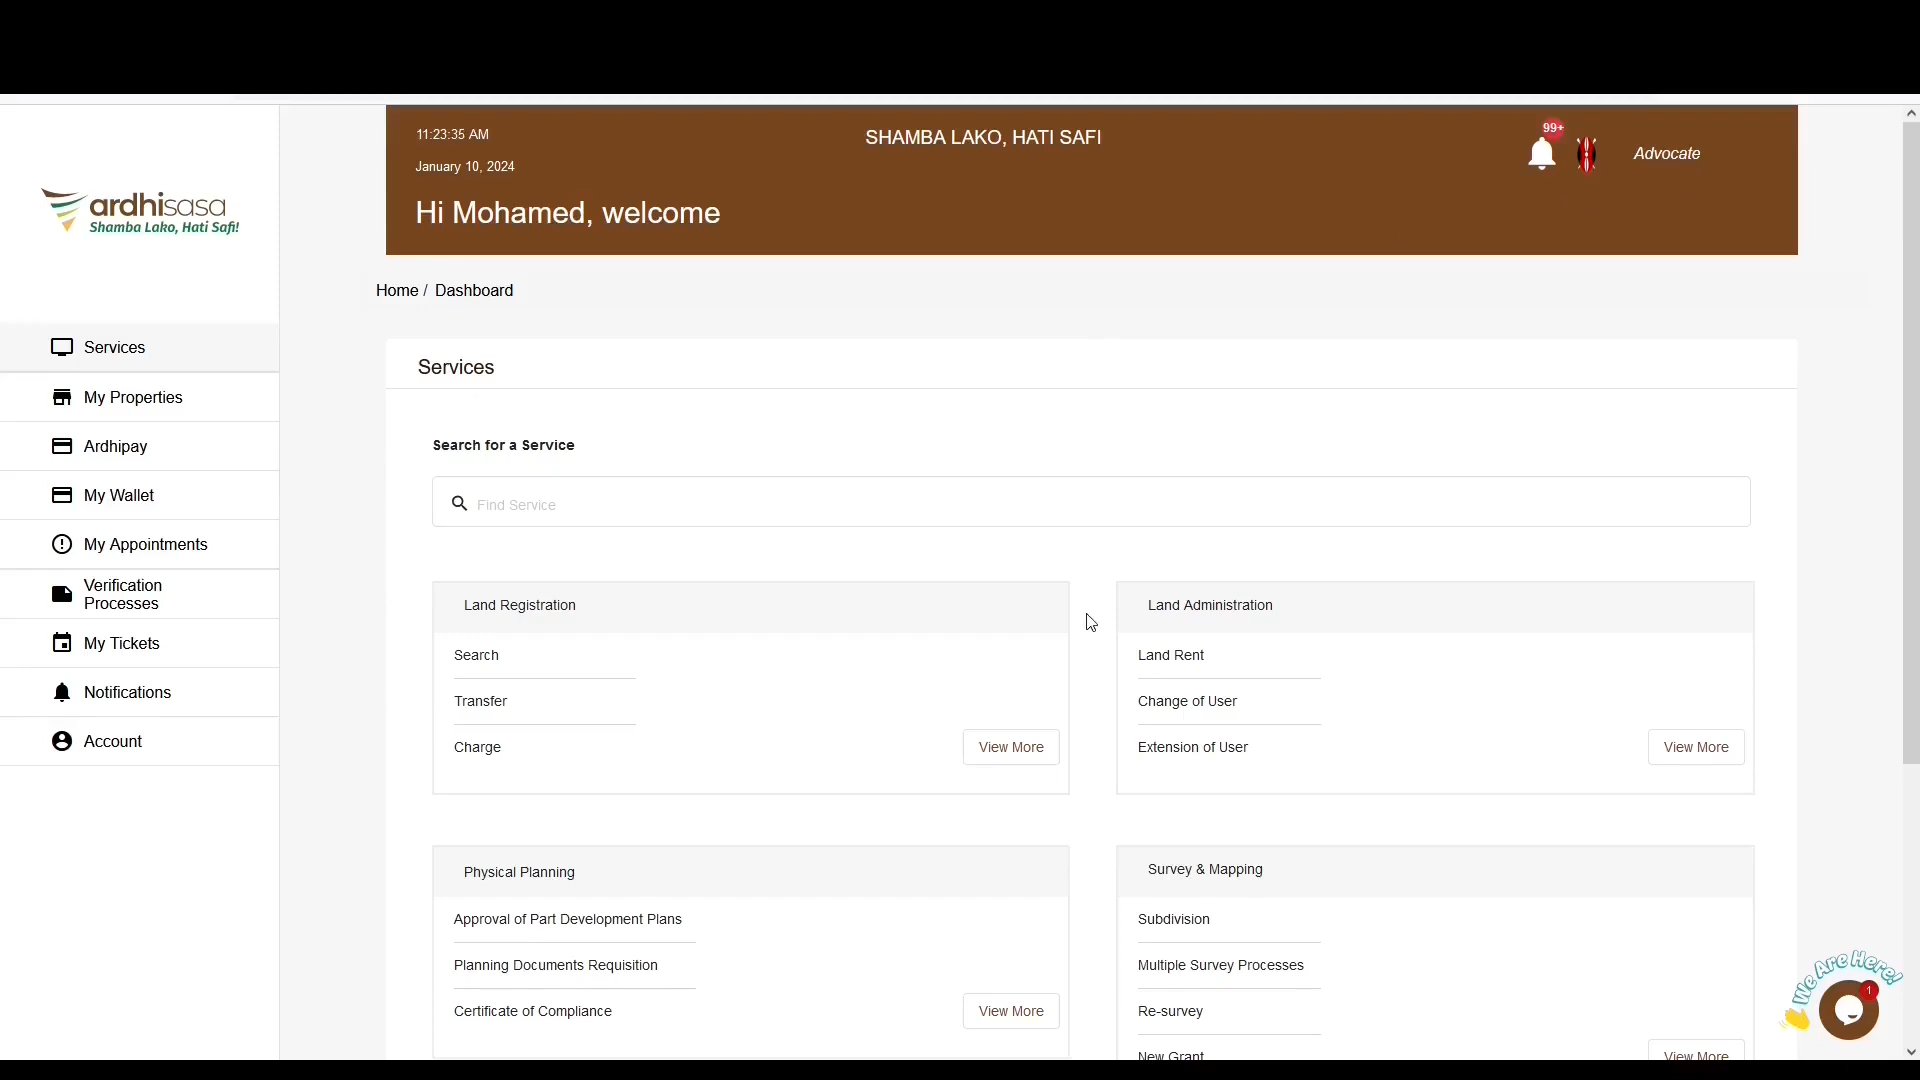 11:23:35 AM
SHAMBA LAKO, HATI SAFI
99+
Advocate
January 10, 2024
Hi Mohamed, welcome
ardhisasa
Shamba Lako, Hati Safi!
Home / Dashboard
Services
My Properties
Ardhipay
My Wallet
My Appointments
Verification
Processes
My Tickets
Notifications
Account
Services
Search for a Service
Find Service
Land Registration
Search
Transfer
Charge
View More
Land Administration
Land Rent
Change of User
Extension of User
View More
Physical Planning
Approval of Part Development Plans
Planning Documents Requisition
Certificate of Compliance
View More
Survey & Mapping
Subdivision
Multiple Survey Processes
Re-survey
New Grant
View More
We Are Here!
1